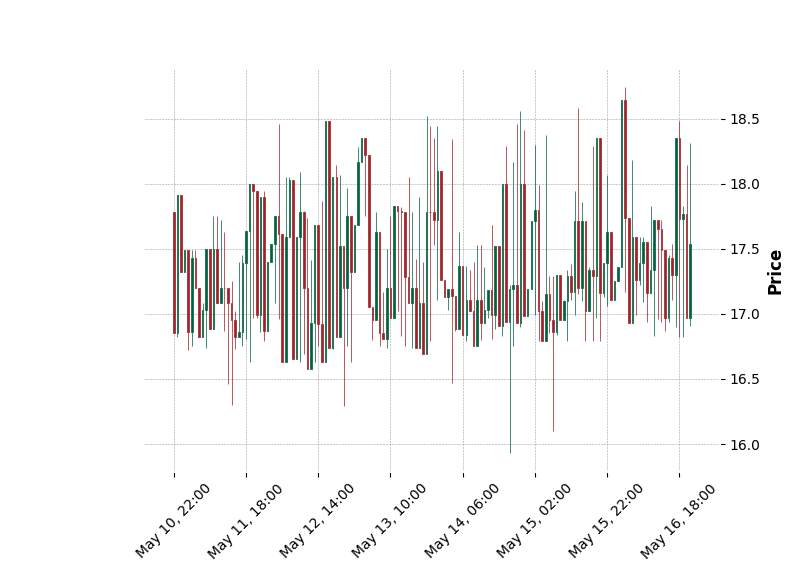 18.5
18.0
17.5
17.0
16.5
16.0
Price
May 10, 22:00
May 11, 18:00
May 12, 14:00
May 13, 10:00
May 14, 06:00
May 15, 02:00
May 15, 22:00
May 16, 18:00